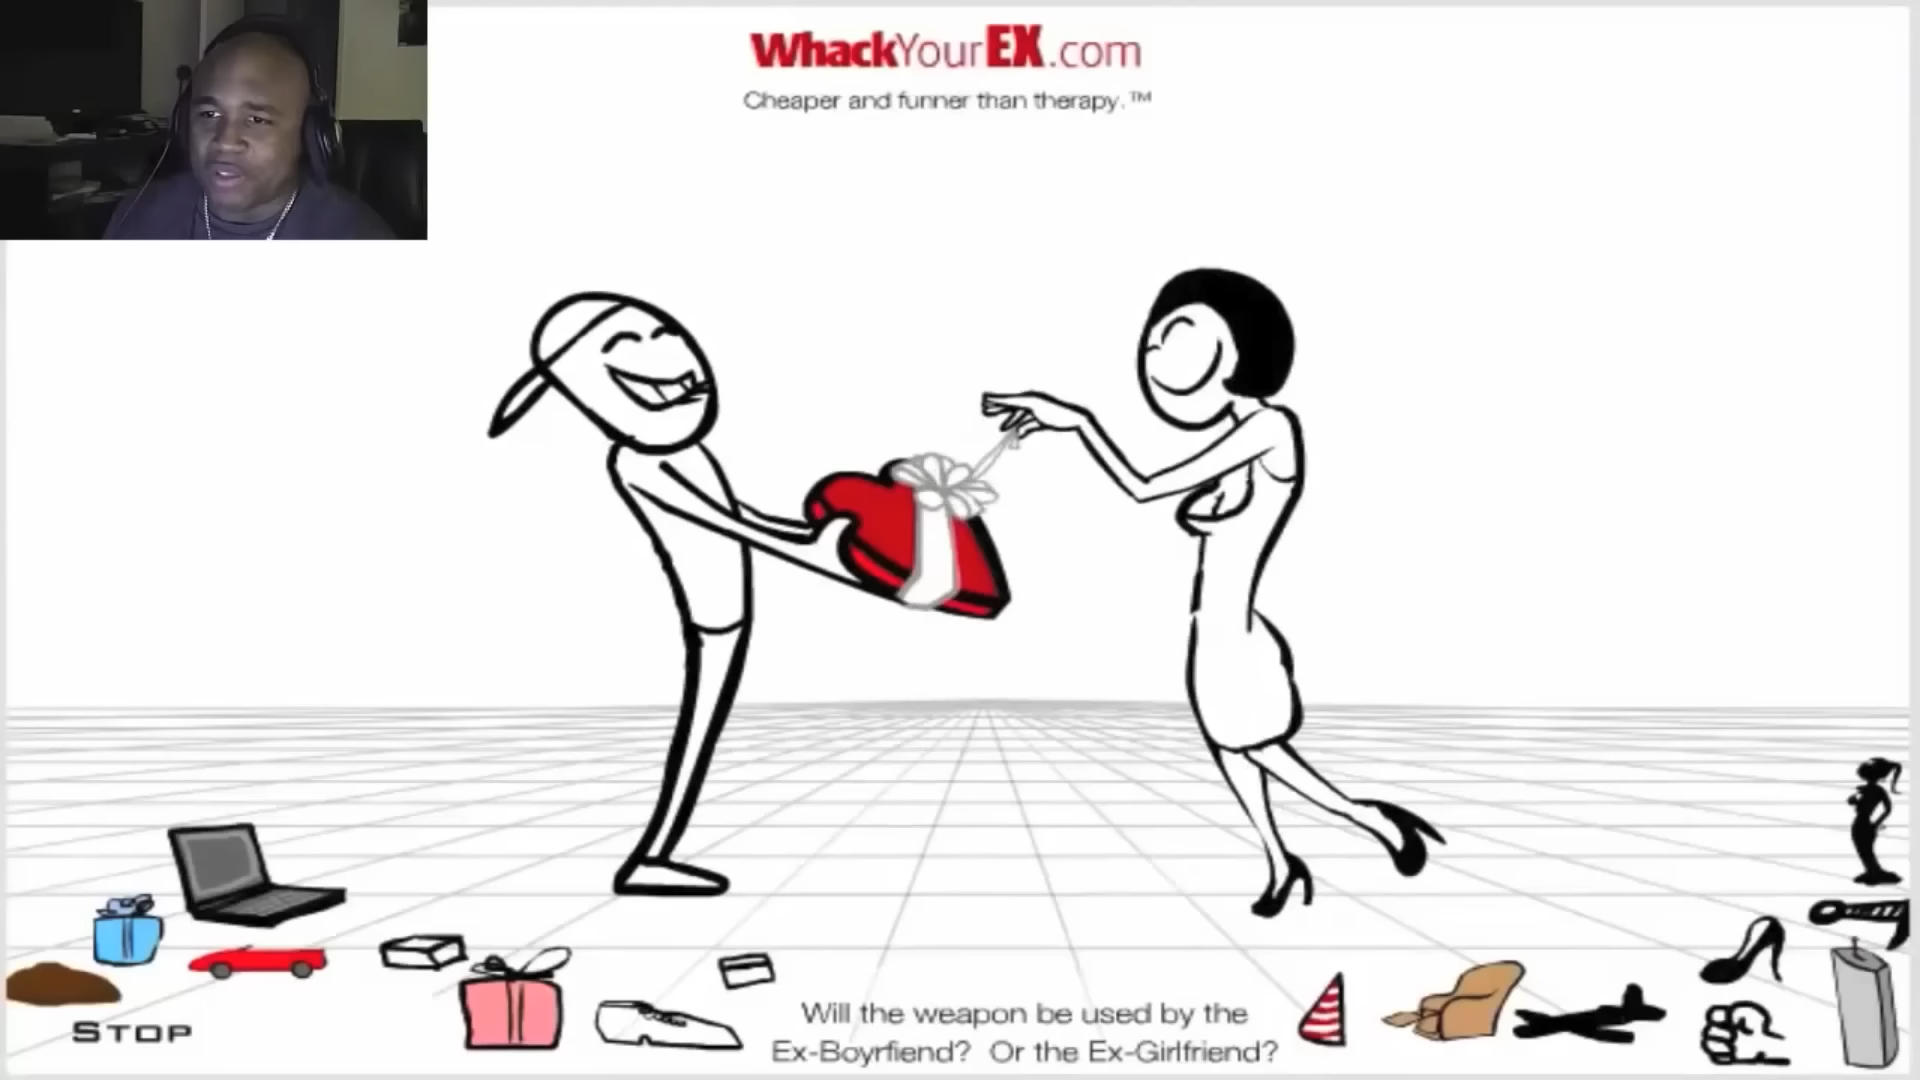 WhackYourEX.com
Cheaper and funner than therapy.™
Will the weapon be used by the
Ex-Boyrfiend? Or the Ex-Girlfriend?
STOP